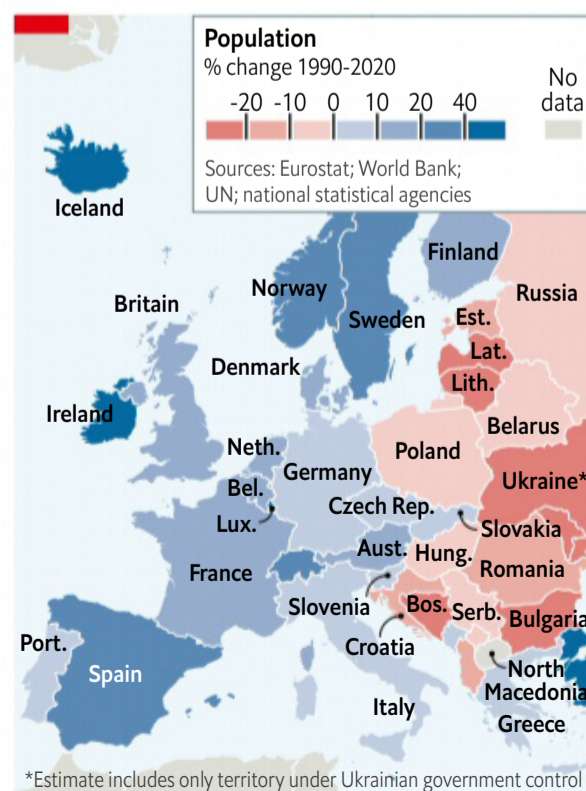 Population
% change 1990-2020
-20 -10 0 10 20 40
No
data
Sources: Eurostat; World Bank;
UN; national statistical agencies
Iceland
Finland
Norway
Russia
Britain
Sweden
Est.
Lat.
Denmark
Lith.
Ireland
Belarus
Neth.
Poland
Germany
Ukraine*
Bel.
Czech Rep.
Lux.
Slovakia
Aust.
Hung.
France
Romania
Slovenia
Bos.
Serb.
Bulgaria
Port.
Croatia
Spain
North
Macedonia
Italy
Greece
*Estimate includes only territory under Ukrainian government control